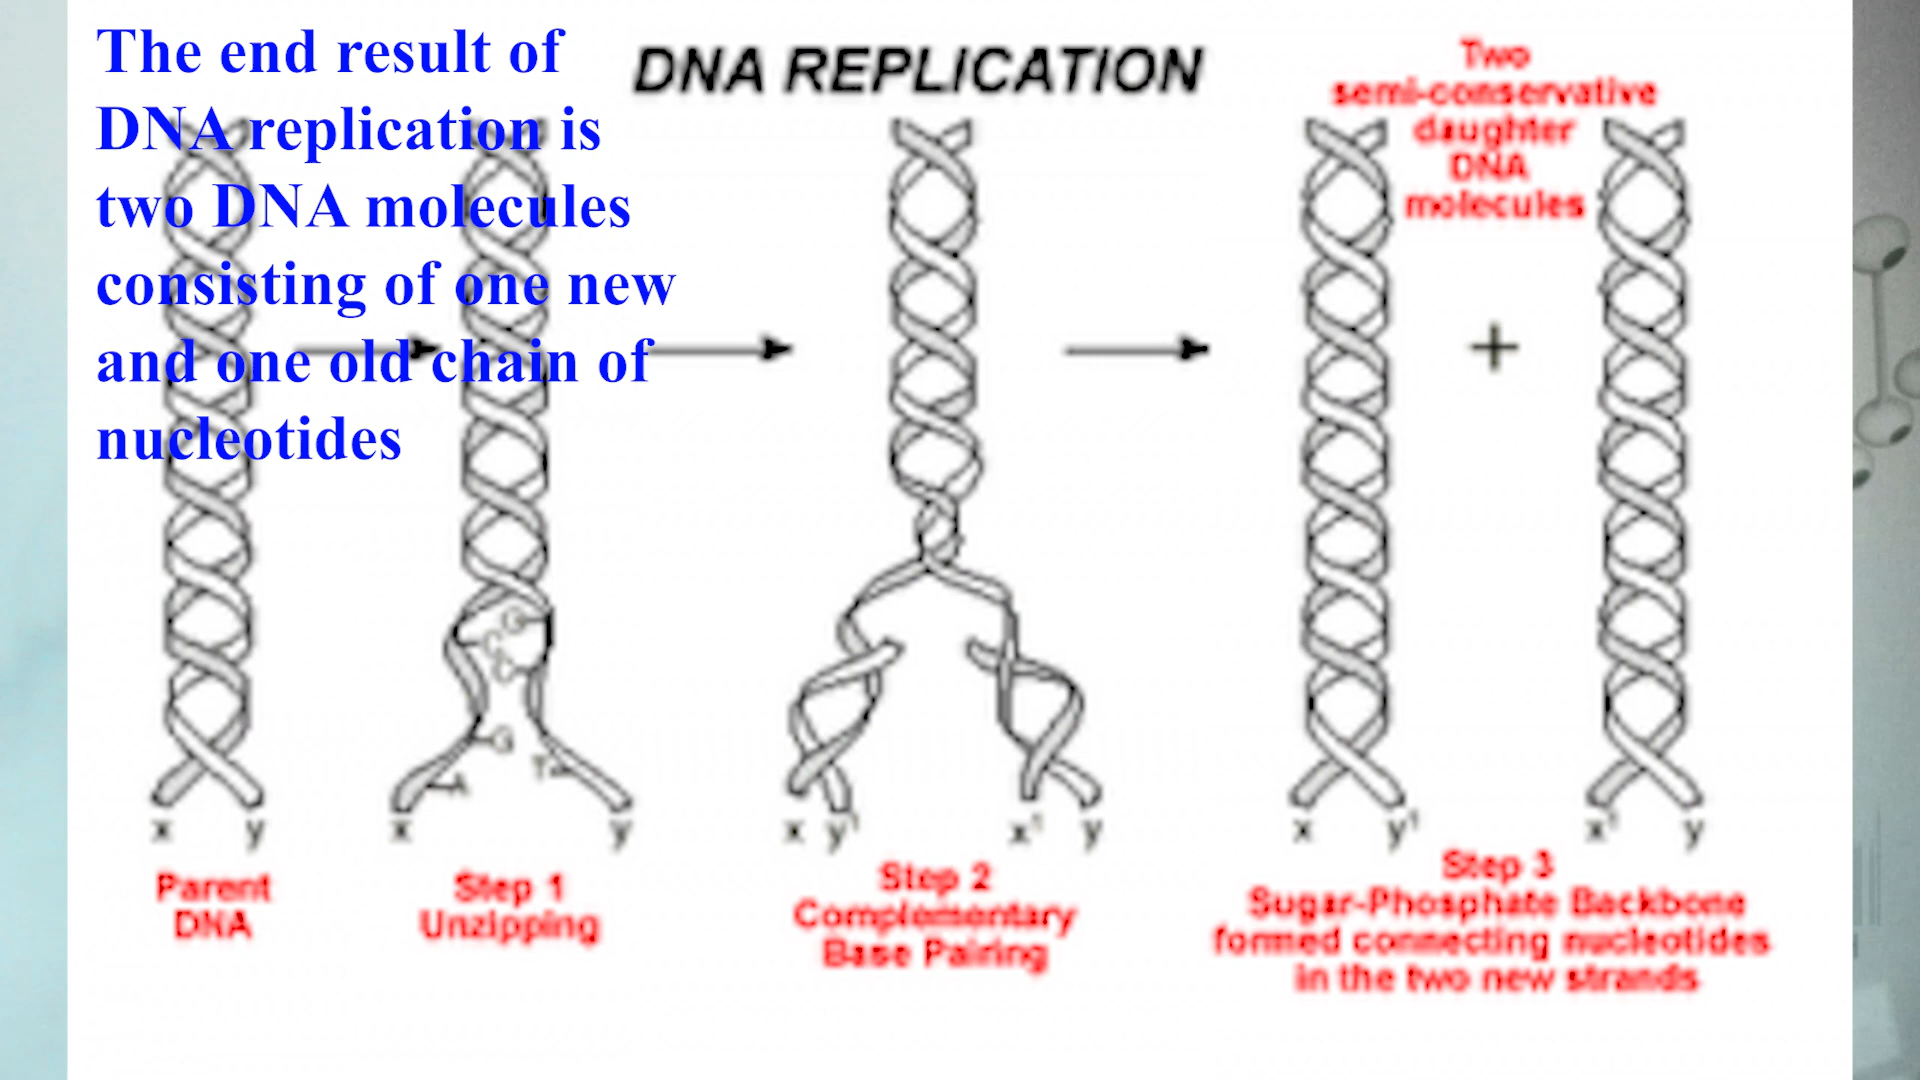 The end result of
DNA replication is
two DNA molecules
consisting of one new
and one old chain of
nucleotides
DNA REPLICATION
Two
semi-conservative
daughter
DNA
molecules
+
G
C
G
A
T
x y
x y
x y¹ x¹ y
x y¹
x¹ y
Parent
DNA
Step 1
Unzipping
Step 2
Complementary
Base Pairing
Step 3
Sugar-Phosphate Backbone
formed connecting nucleotides
in the two new strands